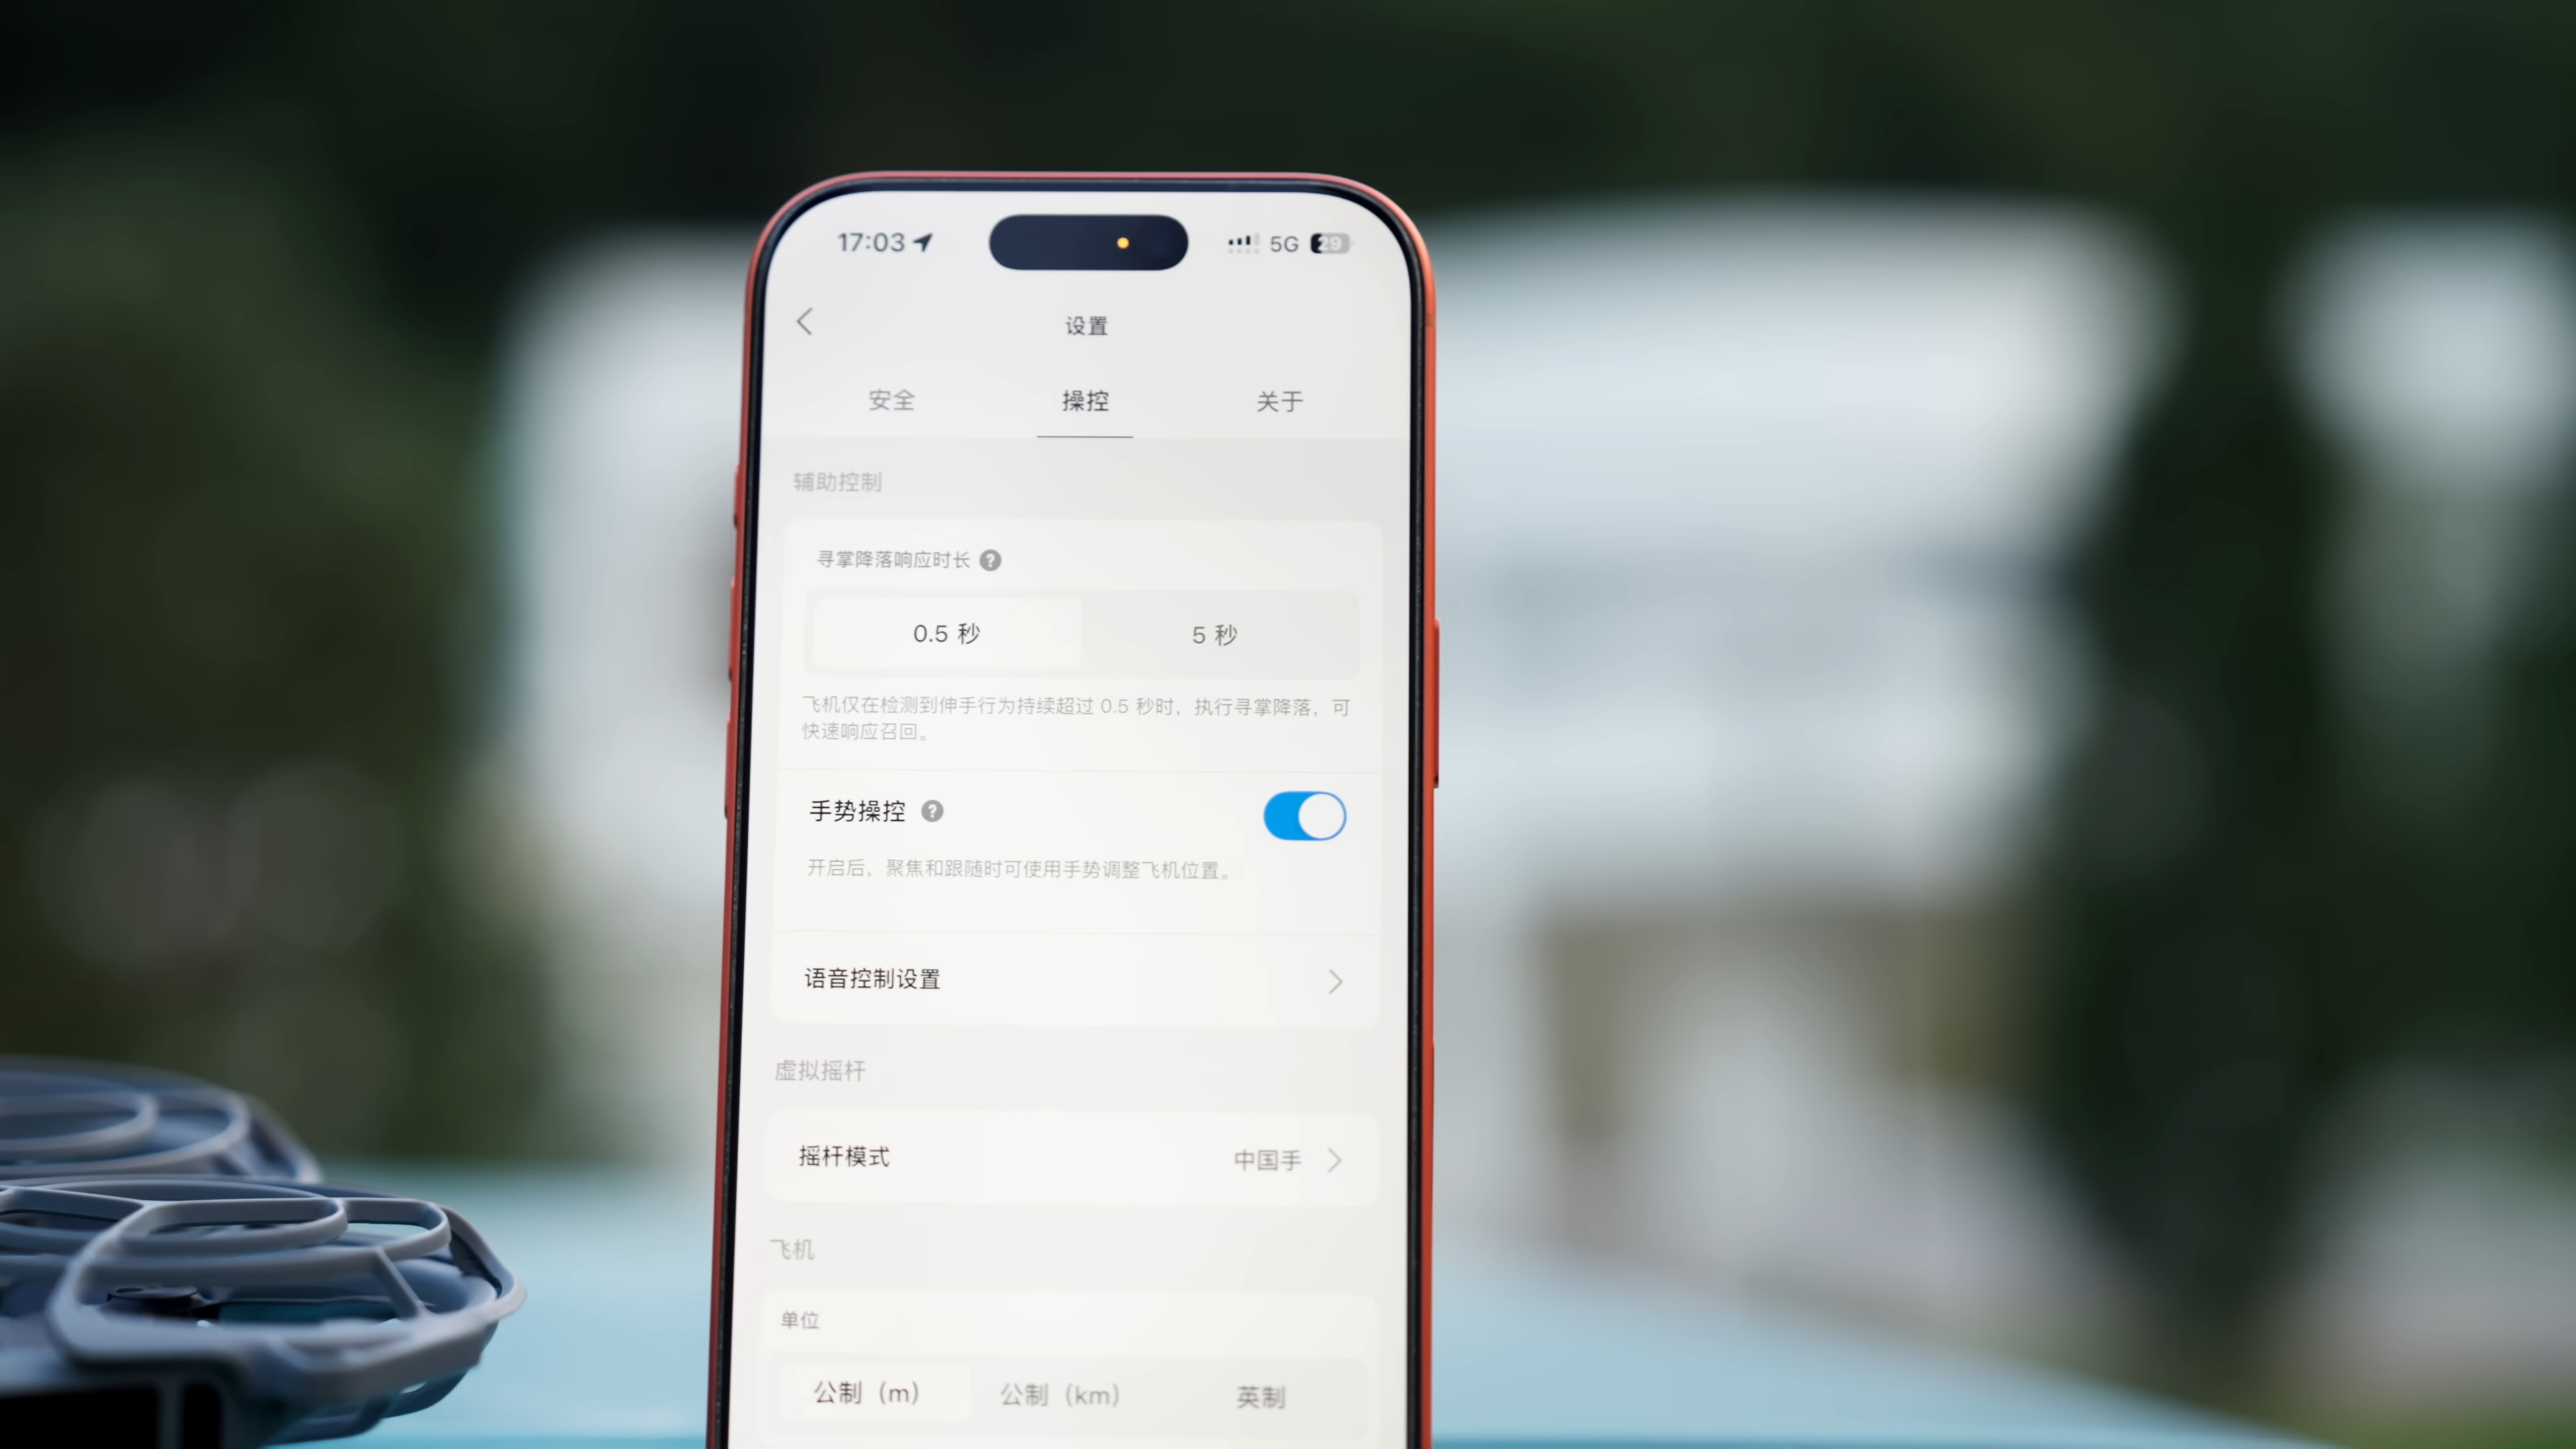 17:03 5G 29
设置
安全 操控 关于
辅助控制
寻掌降落响应时长 ?
0.5 秒 5 秒
飞机仅在检测到伸手行为持续超过 0.5 秒时，执行寻掌降落，可
快速响应召回。
手势操控 ?
开启后，聚焦和跟随时可使用手势调整飞机位置。
语音控制设置
虚拟摇杆
摇杆模式 中国手
飞机
单位
公制（m） 公制（km） 英制